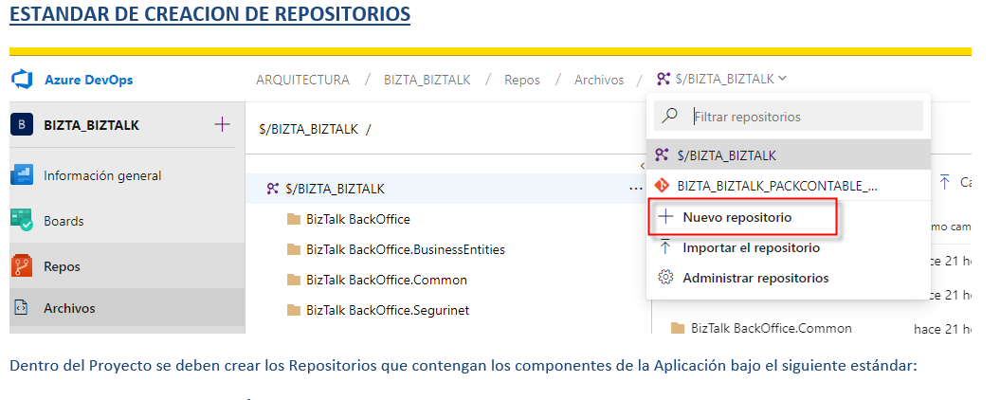 ESTANDAR DE CREACION DE REPOSITORIOS
Azure DevOps
ARQUITECTURA / BIZTA_BIZTALK / Repos / Archivos / $/BIZTA_BIZTALK
B BIZTA_BIZTALK
$/BIZTA_BIZTALK /
Filtrar repositorios
$/BIZTA_BIZTALK
BIZTA_BIZTALK_PACKCONTABLE_...
Nuevo repositorio
Importar el repositorio
Administrar repositorios
Información general
Boards
Repos
Archivos
$/BIZTA_BIZTALK ...
BizTalk BackOffice
BizTalk BackOffice.BusinessEntities
BizTalk BackOffice.Common
BizTalk BackOffice.Segurinet
mo cam
hace 21 h
hace 21 h
BizTalk BackOffice.Common hace 21 h
Dentro del Proyecto se deben crear los Repositorios que contengan los componentes de la Aplicación bajo el siguiente estándar: